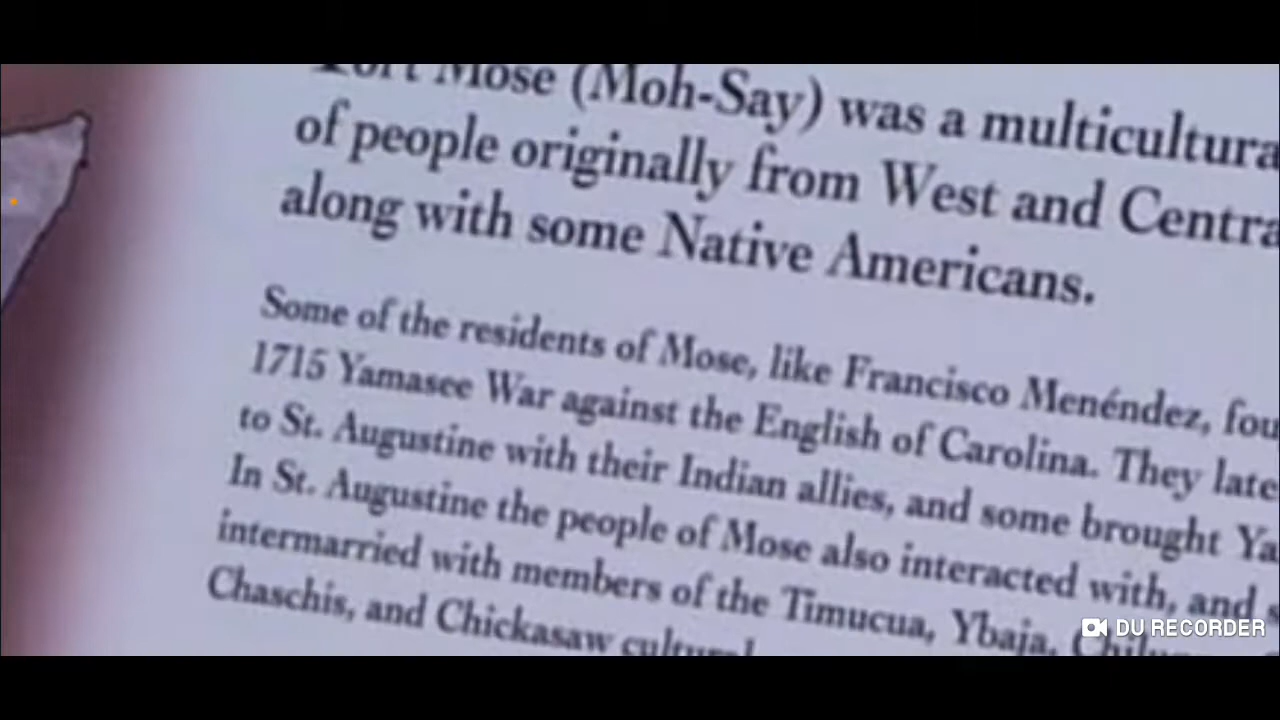 Fort Mose (Moh-Say) was a multicultura
of people originally from West and Centra
along with some Native Americans.
Some of the residents of Mose, like Francisco Menéndez, fou
1715 Yamasee War against the English of Carolina. They late
to St. Augustine with their Indian allies, and some brought Ya
In St. Augustine the people of Mose also interacted with, and s
intermarried with members of the Timucua, Ybaja,
Chaschis, and Chickasaw cultural
DU RECORDER